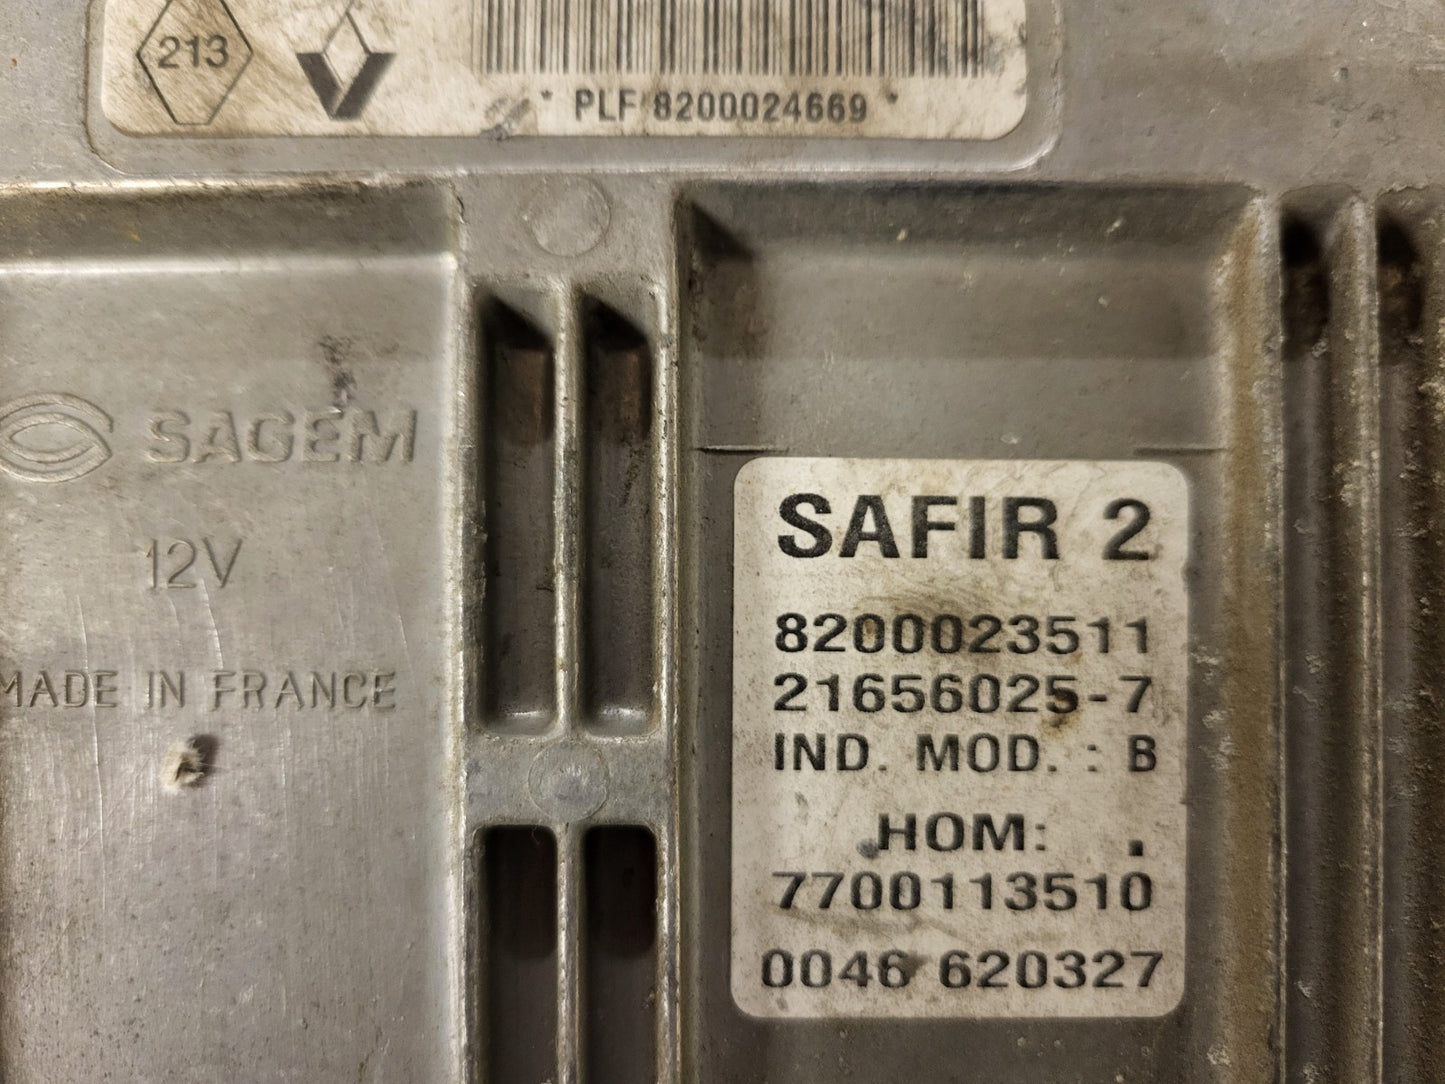 213
* PLF 8200024669 *
SAGEM
12V
MADE IN FRANCE
SAFIR 2
8200023511
21656025-7
IND. MOD. : B
HOM: .
7700113510
0046 620327